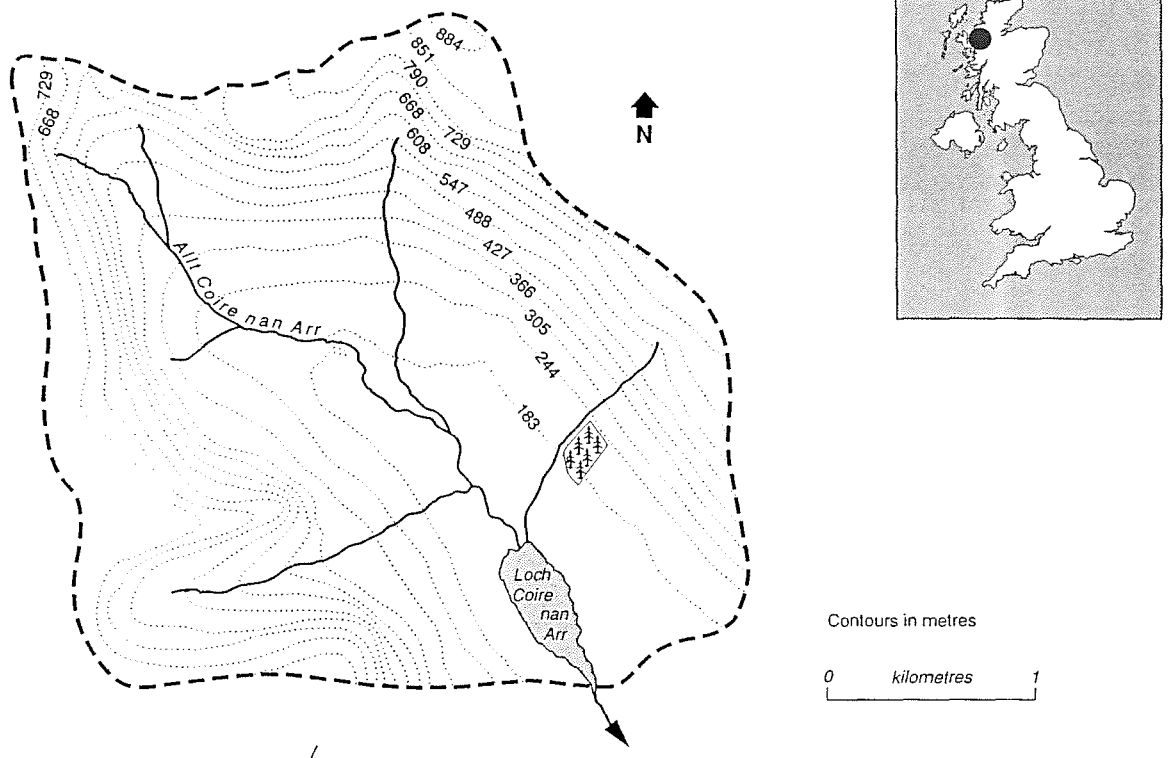 884
851
790
668
729
608
547
488
427
366
305
244
183
729
668
N
Allt Coire nan Arr
Loch
Coire
nan
Arr
Contours in metres
0 kilometres 1